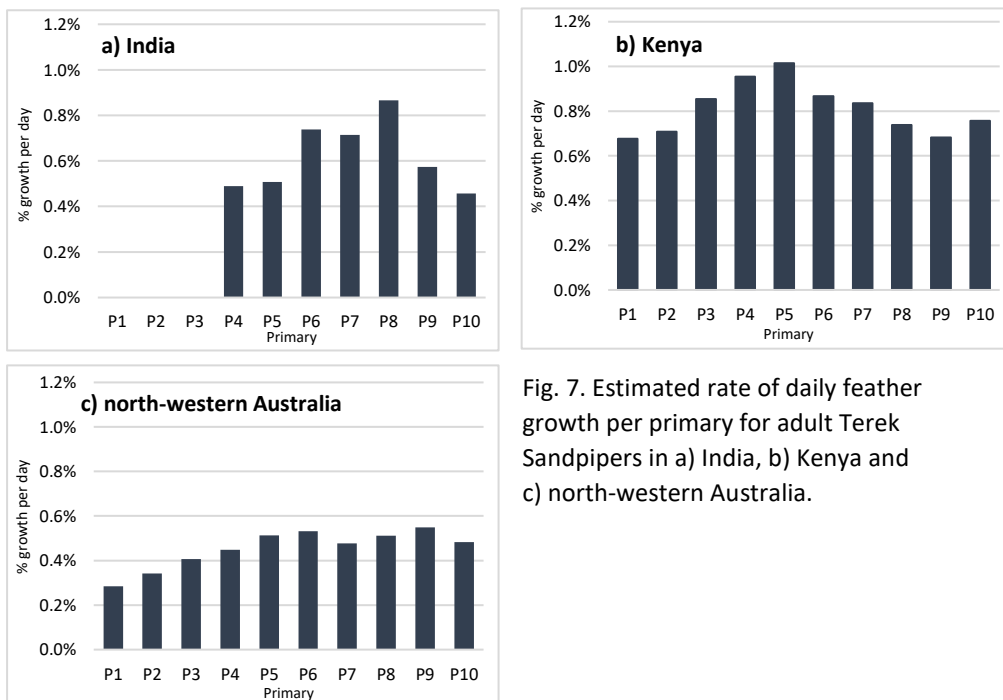 a) India
% growth per day
1.2%
1.0%
0.8%
0.6%
0.4%
0.2%
0.0%
P1 P2 P3 P4 P5 P6 P7 P8 P9 P10
Primary
b) Kenya
% growth per day
1.2%
1.0%
0.8%
0.6%
0.4%
0.2%
0.0%
P1 P2 P3 P4 P5 P6 P7 P8 P9 P10
Primary
c) north-western Australia
% growth per day
1.2%
1.0%
0.8%
0.6%
0.4%
0.2%
0.0%
P1 P2 P3 P4 P5 P6 P7 P8 P9 P10
Primary
Fig. 7. Estimated rate of daily feather
growth per primary for adult Terek
Sandpipers in a) India, b) Kenya and
c) north-western Australia.